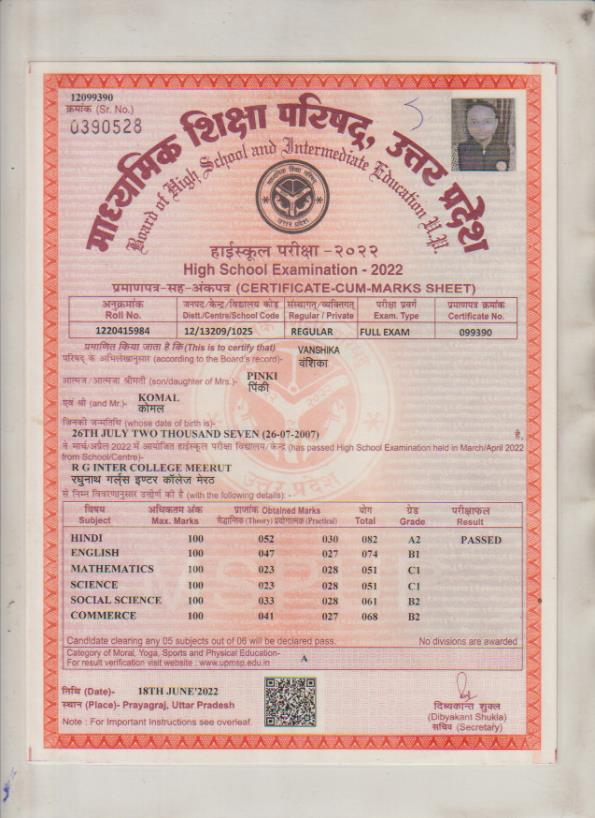 12099390
क्रमांक (Sr. No.)
0390528
माध्यमिक शिक्षा परिषद्, उत्तर प्रदेश
Board of High School and Intermediate Education U.P.
उत्तर प्रदेश
हाईस्कूल परीक्षा -२०२२
High School Examination - 2022
प्रमाणपत्र-सह-अंकपत्र (CERTIFICATE-CUM-MARKS SHEET)
अनुक्रमांक जनपद/केन्द्र/विद्यालय कोड संस्थागत/व्यक्तिगत परीक्षा प्रवर्ग प्रमाणपत्र क्रमांक
Roll No. Distt./Centre/School Code Regular / Private Exam. Type Certificate No.
1220415984 12/13209/1025 REGULAR FULL EXAM 099390
प्रमाणित किया जाता है कि(This is to certify that) VANSHIKA
परिषद् के अभिलेखानुसार (according to the Board's record)- वंशिका
PINKI
आत्मज/आत्मजा श्रीमती (son/daughter of Mrs.)- पिंकी
KOMAL
एवं श्री (and Mr.)- कोमल
जिनकी जन्मतिथि (whose date of birth is)-
26TH JULY TWO THOUSAND SEVEN (26-07-2007) है,
ने मार्च/अप्रैल 2022 में आयोजित हाईस्कूल परीक्षा विद्यालय/केन्द्र (has passed High School Examination held in March/April 2022
from School/Centre)-
R G INTER COLLEGE MEERUT
रघुनाथ गर्ल्स इण्टर कॉलेज मेरठ
से निम्न विवरणानुसार उत्तीर्ण की है (with the following details): -
उत्तर प्रदेश
विषय अधिकतम अंक प्राप्तांक Obtained Marks योग ग्रेड परीक्षाफल
Subject Max. Marks सैद्धान्तिक (Theory) प्रयोगात्मक (Practical) Total Grade Result
HINDI 100 052 030 082 A2 PASSED
ENGLISH 100 047 027 074 B1
MATHEMATICS 100 023 028 051 C1
SCIENCE 100 023 028 051 C1
SOCIAL SCIENCE 100 033 028 061 B2
COMMERCE 100 041 027 068 B2
Candidate clearing any 05 subjects out of 06 will be declared pass. No divisions are awarded
Category of Moral, Yoga, Sports and Physical Education- A
For result verification visit website : www.upmsp.edu.in
तिथि (Date)- 18TH JUNE'2022
स्थान (Place)- Prayagraj, Uttar Pradesh
Note : For Important Instructions see overleaf.
दिब्यकान्त शुक्ल
(Dibyakant Shukla)
सचिव (Secretary)